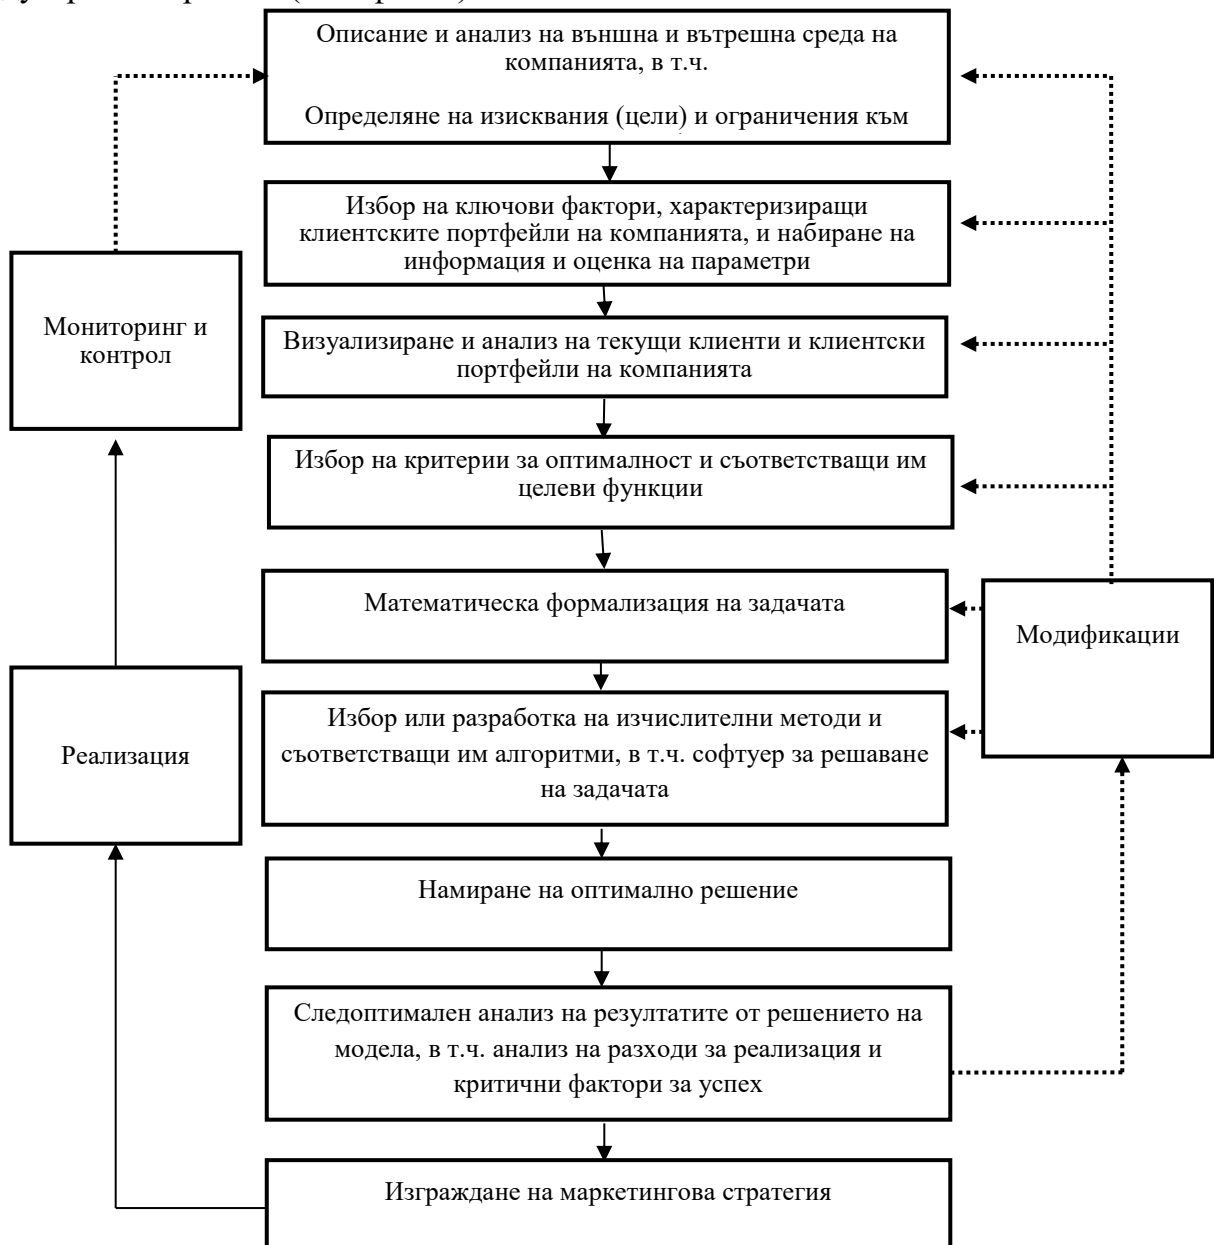 Описание и анализ на външна и вътрешна среда на
компанията, в т.ч.
Определяне на изисквания (цели) и ограничения към
Избор на ключови фактори, характеризиращи
клиентските портфейли на компанията, и набиране на
информация и оценка на параметри
Мониторинг и
контрол
Визуализиране и анализ на текущи клиенти и клиентски
портфейли на компанията
Избор на критерии за оптималност и съответстващи им
целеви функции
Математическа формализация на задачата
Модификации
Избор или разработка на изчислителни методи и
съответстващи им алгоритми, в т.ч. софтуер за решаване
на задачата
Реализация
Намиране на оптимално решение
Следоптимален анализ на резултатите от решението на
модела, в т.ч. анализ на разходи за реализация и
критични фактори за успех
Изграждане на маркетингова стратегия